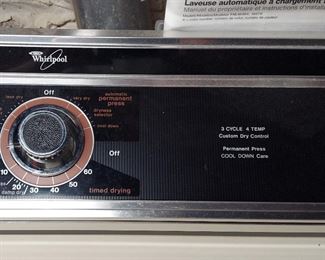 Laveuse automatique à chargement
Manuel du propriétaire et instructions d'install
Whirlpool
Off
less dry
very dry
automatic
permanent
press
dryness
selector
cool down
Off
3 CYCLE 4 TEMP
Custom Dry Control
Permanent Press
COOL DOWN Care
60
50
40
30
20
10
damp dry
timed drying